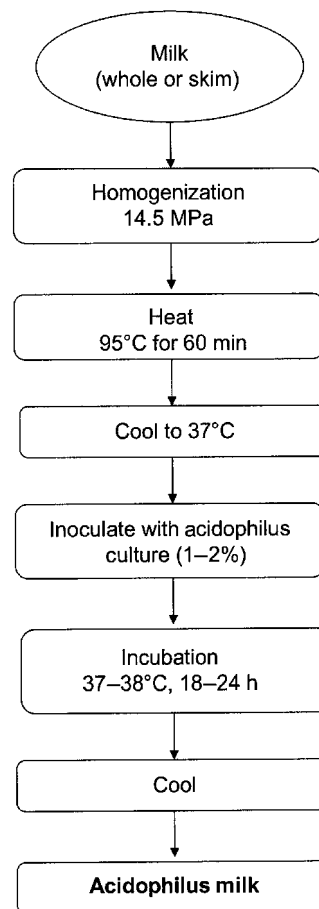 Milk
(whole or skim)
Homogenization
14.5 MPa
Heat
95°C for 60 min
Cool to 37°C
Inoculate with acidophilus
culture (1–2%)
Incubation
37–38°C, 18–24 h
Cool
Acidophilus milk